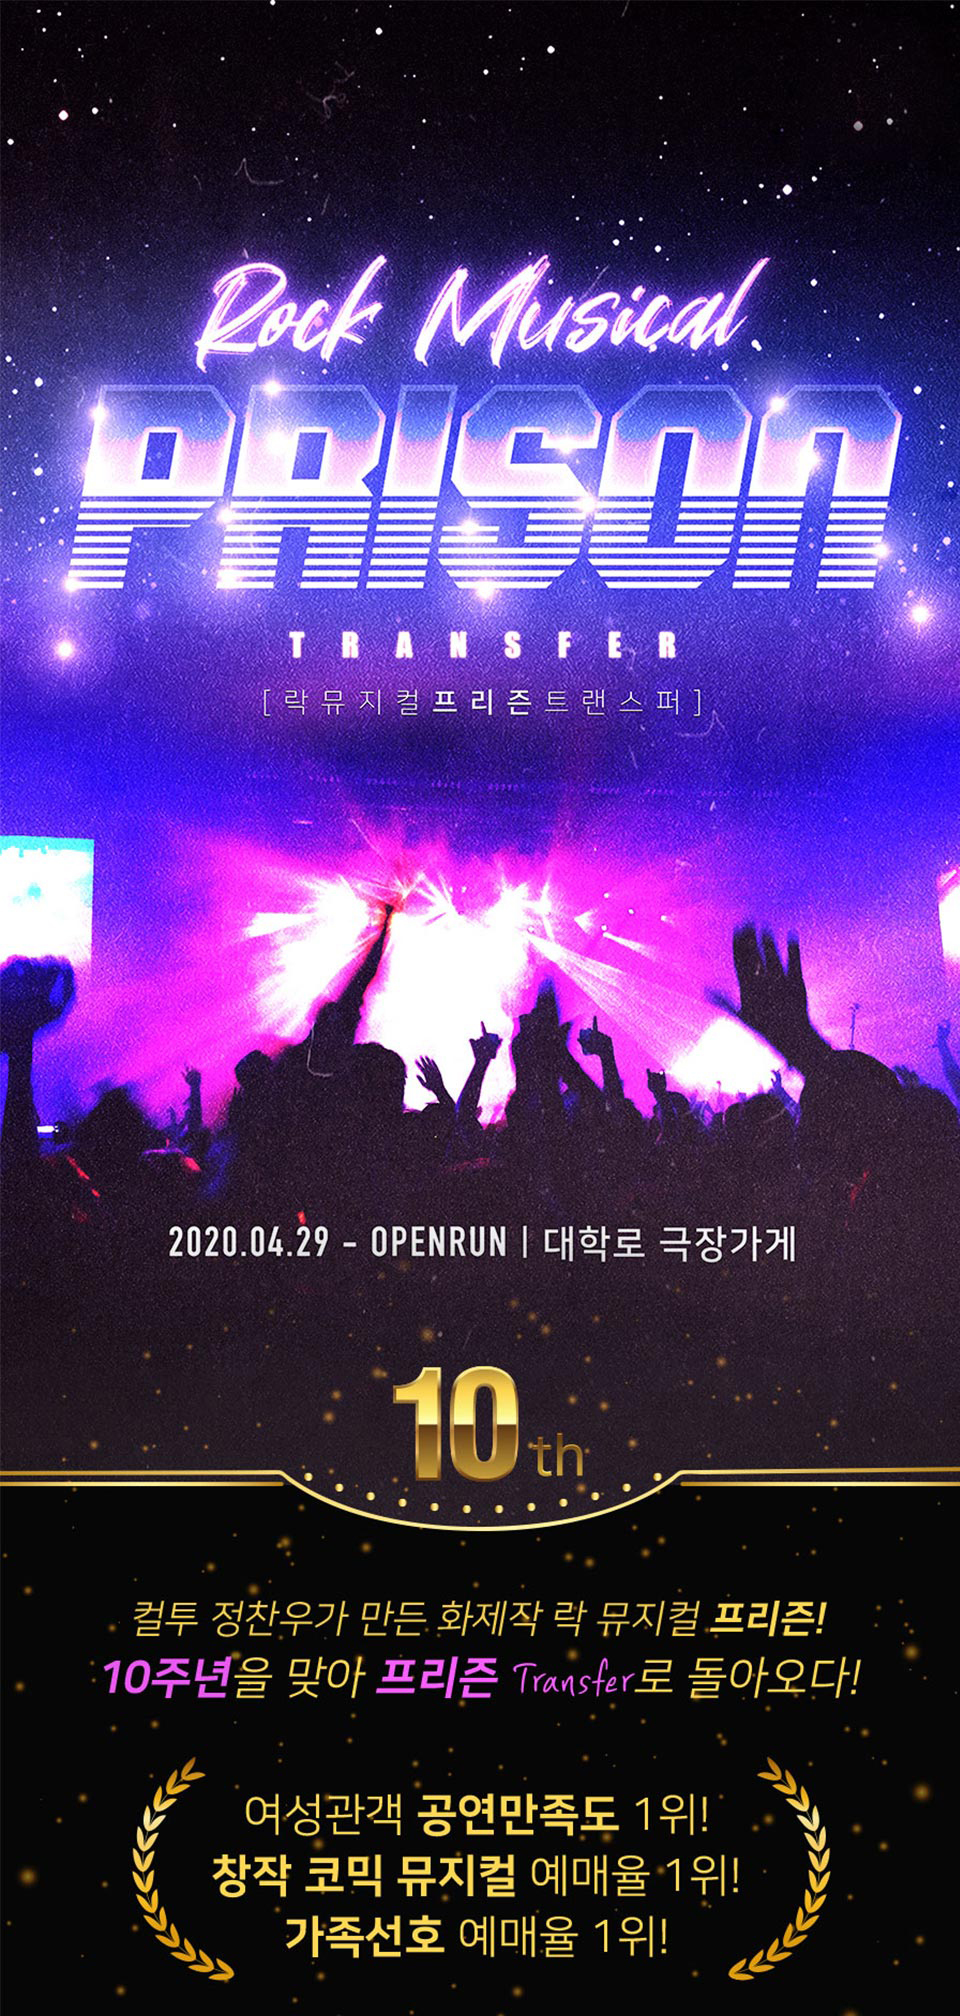 Rock Musical
PRISON
TRANSFER
[락뮤지컬프리즌트랜스퍼]
2020.04.29 - OPENRUN | 대학로 극장가게
10th
컬투 정찬우가 만든 화제작 락 뮤지컬 프리즌!
10주년을 맞아 프리즌 Transfer로 돌아오다!
여성관객 공연만족도 1위!
창작 코믹 뮤지컬 예매율 1위!
가족선호 예매율 1위!